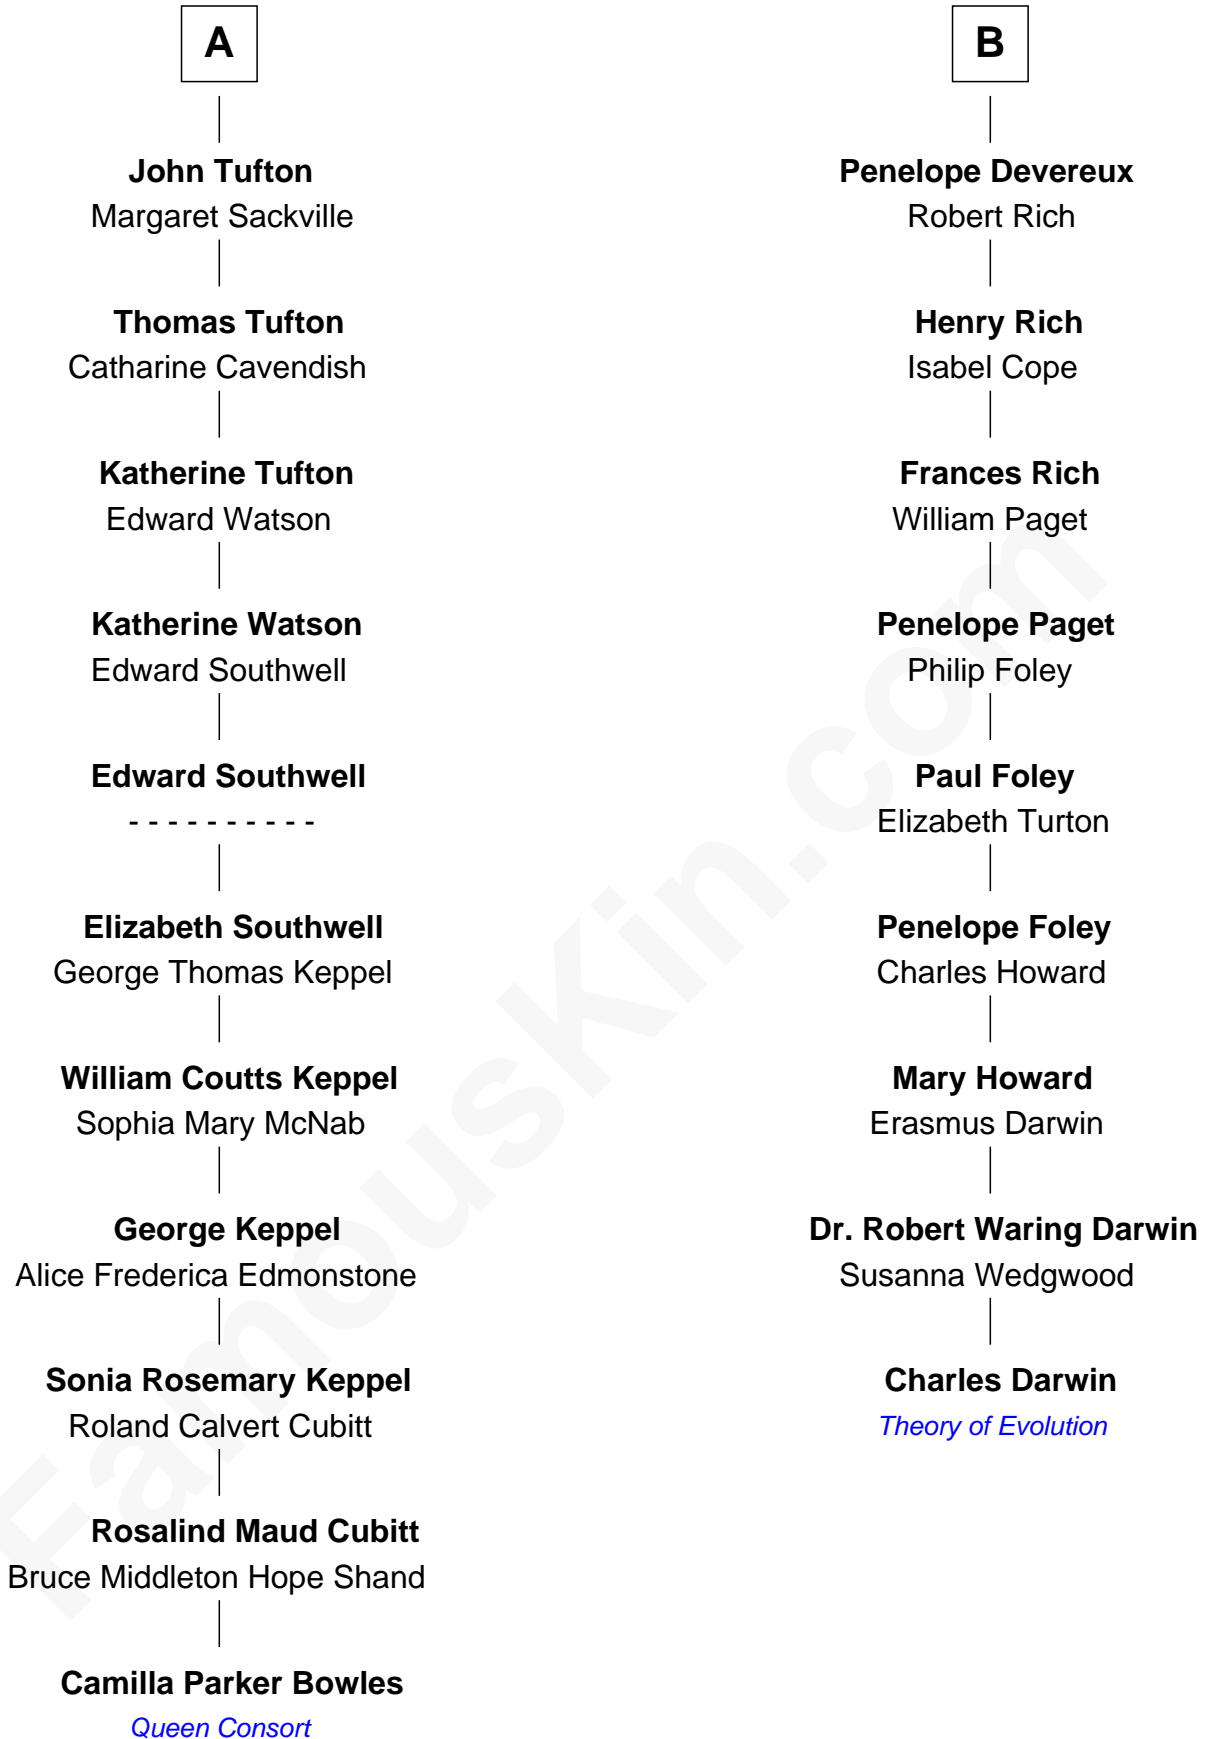 A
John Tufton
Margaret Sackville
Thomas Tufton
Catharine Cavendish
Katherine Tufton
Edward Watson
Katherine Watson
Edward Southwell
Edward Southwell
- - - - - - - - - -
Elizabeth Southwell
George Thomas Keppel
William Coutts Keppel
Sophia Mary McNab
George Keppel
Alice Frederica Edmonstone
Sonia Rosemary Keppel
Roland Calvert Cubitt
Rosalind Maud Cubitt
Bruce Middleton Hope Shand
Camilla Parker Bowles
Queen Consort
B
Penelope Devereux
Robert Rich
Henry Rich
Isabel Cope
Frances Rich
William Paget
Penelope Paget
Philip Foley
Paul Foley
Elizabeth Turton
Penelope Foley
Charles Howard
Mary Howard
Erasmus Darwin
Dr. Robert Waring Darwin
Susanna Wedgwood
Charles Darwin
Theory of Evolution
FamousKin.com